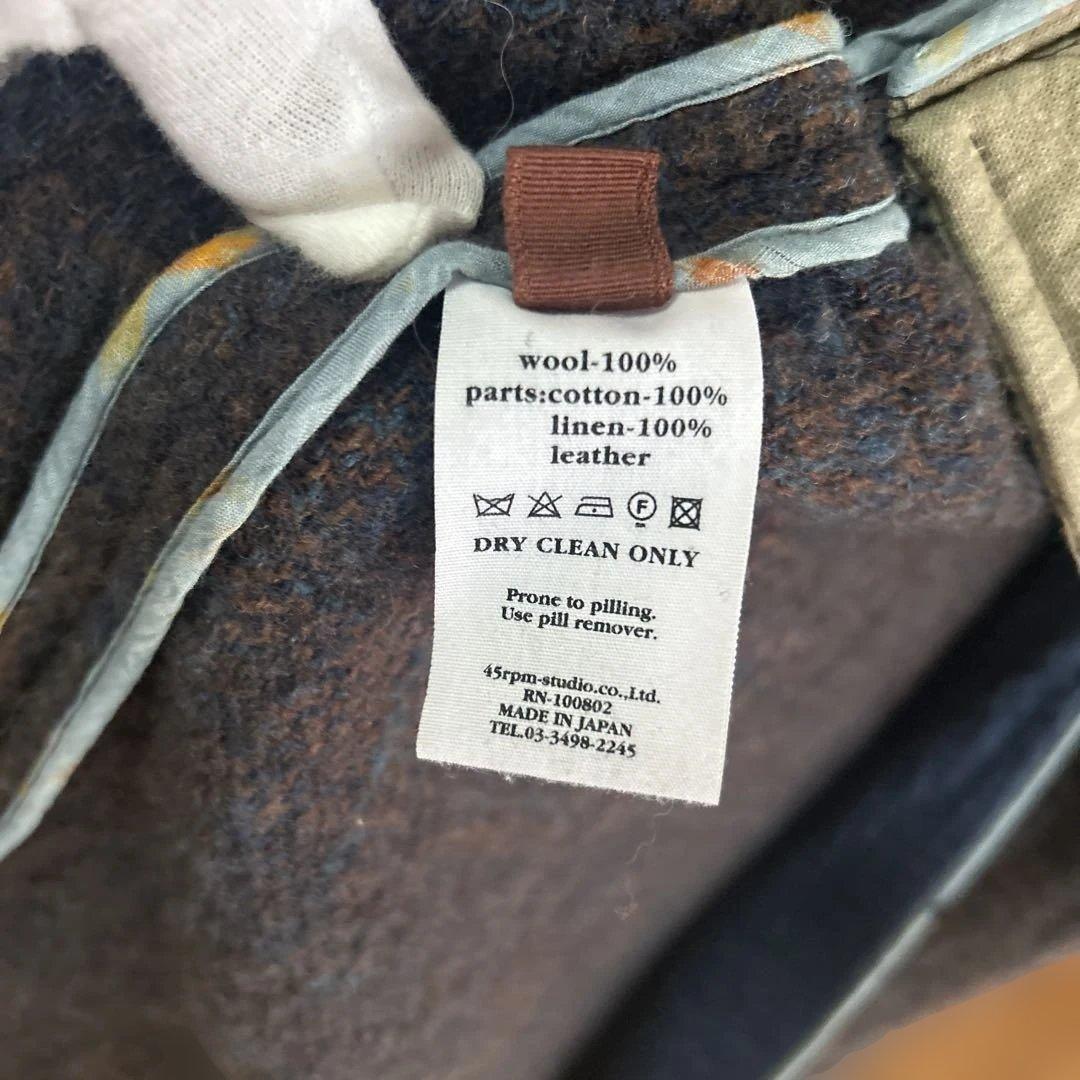 wool-100%
parts:cotton-100%
linen-100%
leather
F
DRY CLEAN ONLY
Prone to pilling.
Use pill remover.
45rpm-studio.co.,Ltd.
RN-100802
MADE IN JAPAN
TEL.03-3498-2245